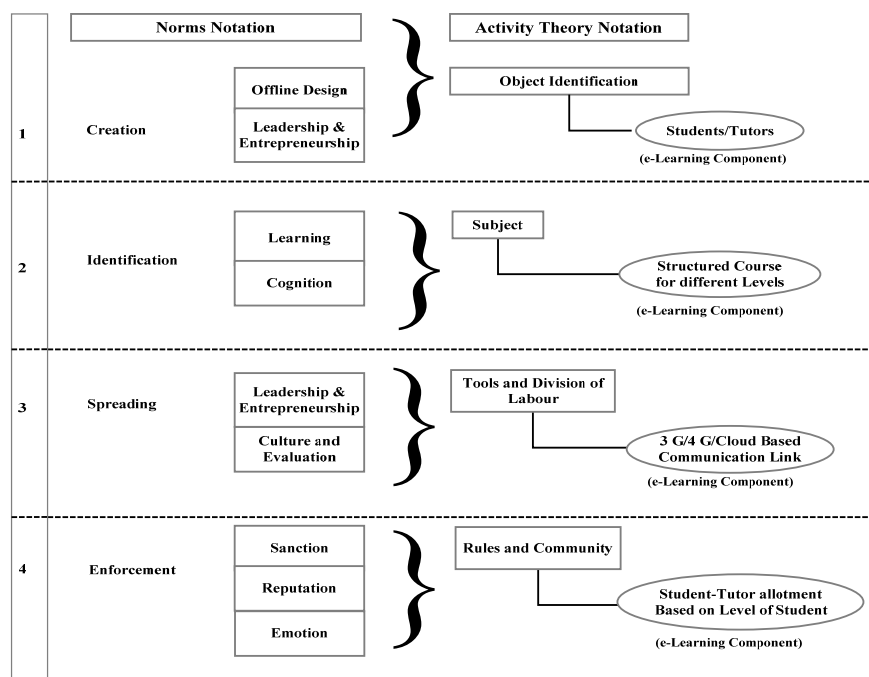 Norms Notation
Activity Theory Notation
1
Creation
Offline Design
Leadership &
Entrepreneurship
Object Identification
Students/Tutors
(e-Learning Component)
2
Identification
Learning
Cognition
Subject
Structured Course
for different Levels
(e-Learning Component)
3
Spreading
Leadership &
Entrepreneurship
Culture and
Evaluation
Tools and Division of
Labour
3 G/4 G/Cloud Based
Communication Link
(e-Learning Component)
4
Enforcement
Sanction
Reputation
Emotion
Rules and Community
Student-Tutor allotment
Based on Level of Student
(e-Learning Component)